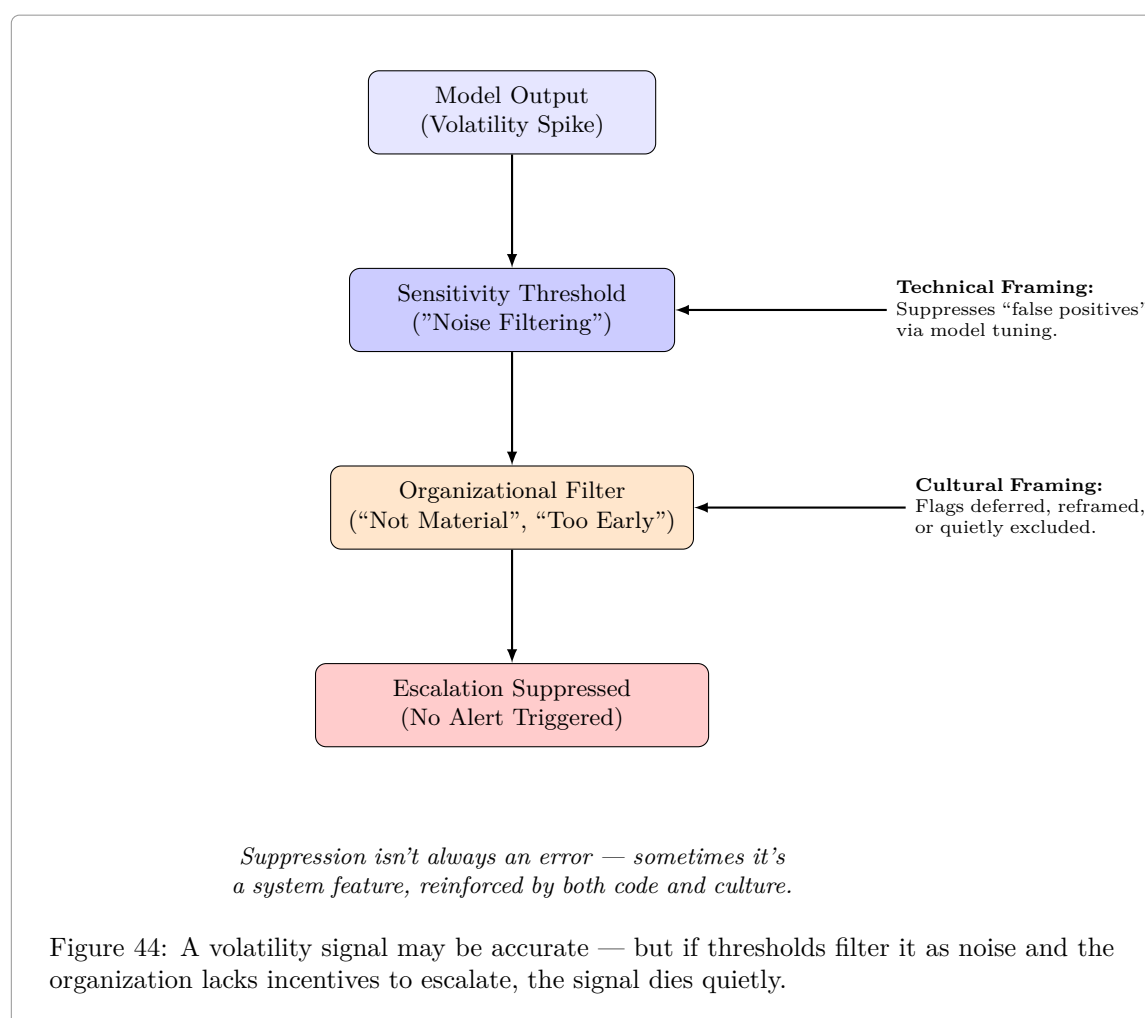 Model Output
(Volatility Spike)
Sensitivity Threshold
(”Noise Filtering”)
Technical Framing:
Suppresses “false positives”
via model tuning.
Organizational Filter
(“Not Material”, “Too Early”)
Cultural Framing:
Flags deferred, reframed,
or quietly excluded.
Escalation Suppressed
(No Alert Triggered)
Suppression isn’t always an error — sometimes it’s
a system feature, reinforced by both code and culture.
Figure 44: A volatility signal may be accurate — but if thresholds filter it as noise and the
organization lacks incentives to escalate, the signal dies quietly.